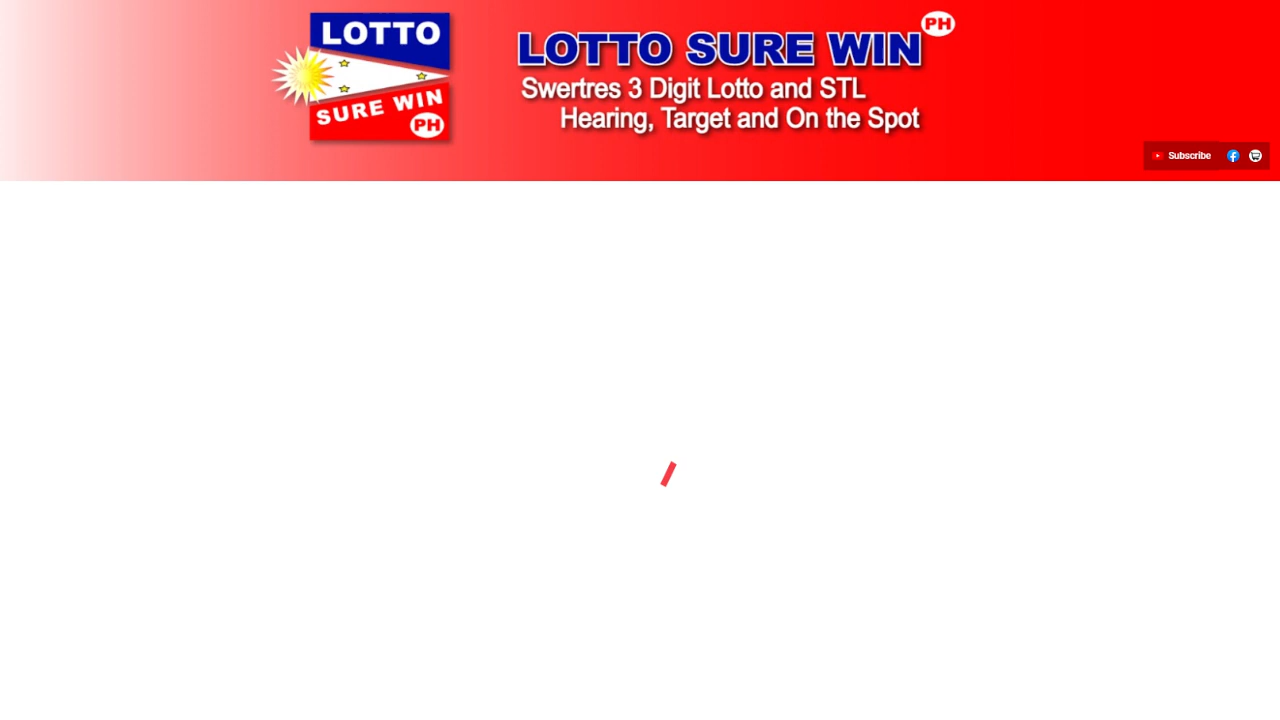 LOTTO
SURE WIN
PH
LOTTO SURE WIN
PH
Swertres 3 Digit Lotto and STL
Hearing, Target and On the Spot
Subscribe